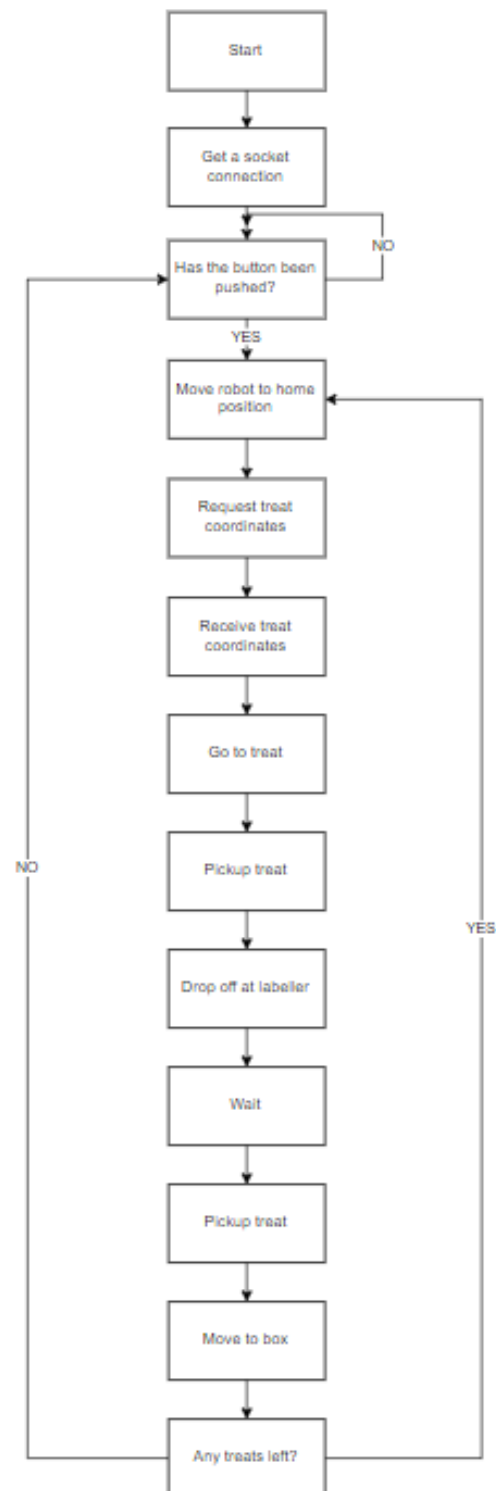 Start
Get a socket
connection
NO
Has the button been
pushed?
YES
Move robot to home
position
Request treat
coordinates
Receive treat
coordinates
Go to treat
Pickup treat
NO
YES
Drop off at labeller
Wait
Pickup treat
Move to box
Any treats left?